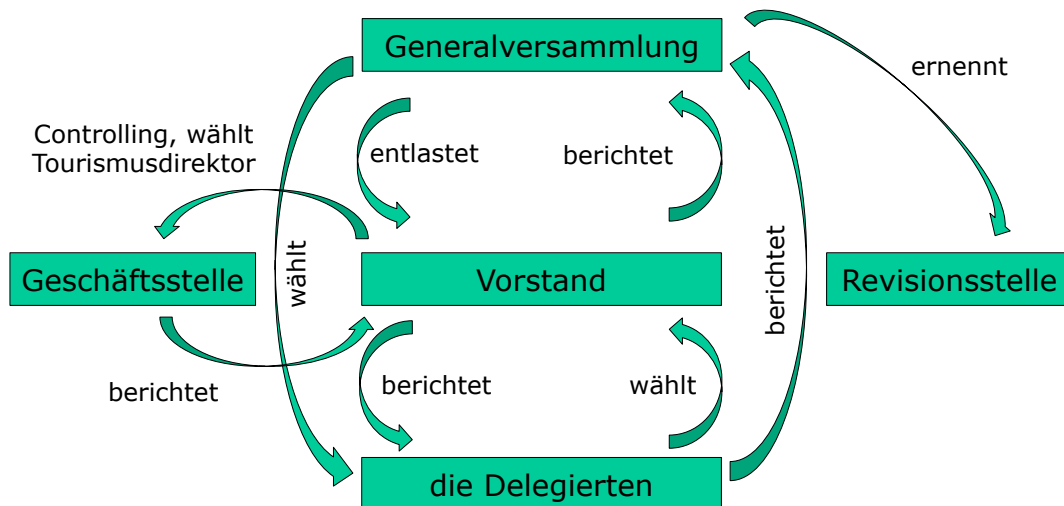 Generalversammlung
ernennt
Controlling, wählt
Tourismusdirektor
entlastet
berichtet
Geschäftsstelle
wählt
Vorstand
berichtet
Revisionsstelle
berichtet
berichtet
wählt
die Delegierten